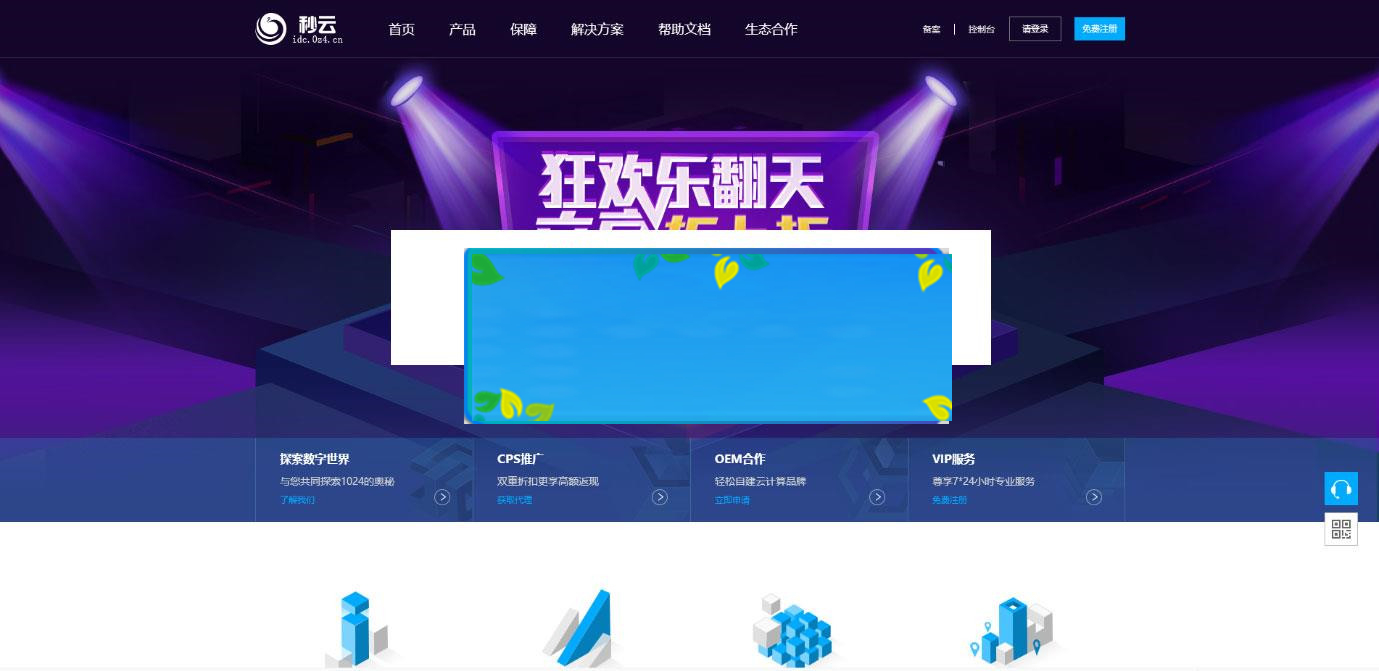 秒云
idc.0z4.cn
首页 产品 保障 解决方案 帮助文档 生态合作
备案 控制台 请登录 免费注册
狂欢乐翻天
探索数字世界 CPS推广 OEM合作 VIP服务
与您共同探索1024的奥秘 双重折扣更享高额返现 轻松自建云计算品牌 尊享7*24小时专业服务
了解我们 获取代理 立即申请 免费注册